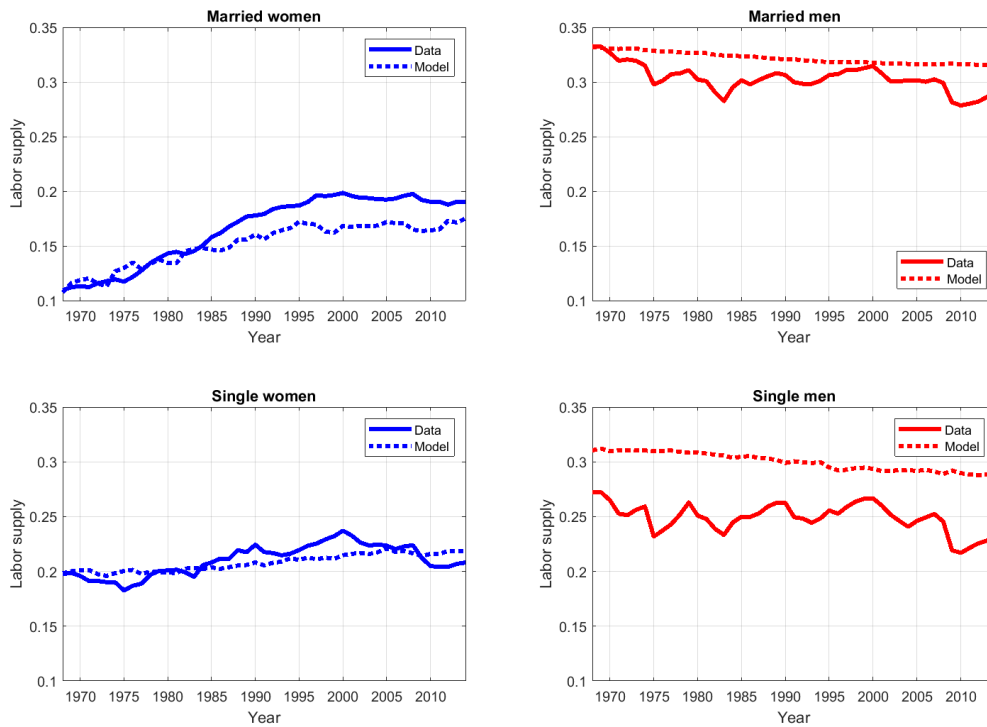 Married women
0.35
0.3
0.25
0.2
0.15
0.1
Labor supply
Data
Model
1970 1975 1980 1985 1990 1995 2000 2005 2010
Year
Married men
0.35
0.3
0.25
0.2
0.15
0.1
Labor supply
Data
Model
1970 1975 1980 1985 1990 1995 2000 2005 2010
Year
Single women
0.35
0.3
0.25
0.2
0.15
0.1
Labor supply
Data
Model
1970 1975 1980 1985 1990 1995 2000 2005 2010
Year
Single men
0.35
0.3
0.25
0.2
0.15
0.1
Labor supply
Data
Model
1970 1975 1980 1985 1990 1995 2000 2005 2010
Year